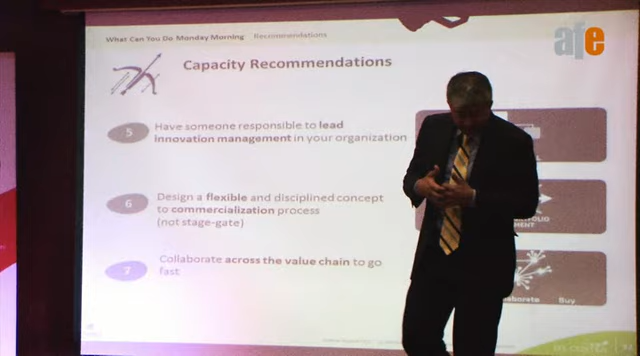 What Can You Do Monday Morning Recommendations
afe
Capacity Recommendations
5 Have someone responsible to lead
innovation management in your organization
6 Design a flexible and disciplined concept
to commercialization process
(not stage-gate)
7 Collaborate across the value chain to go
fast
Buy